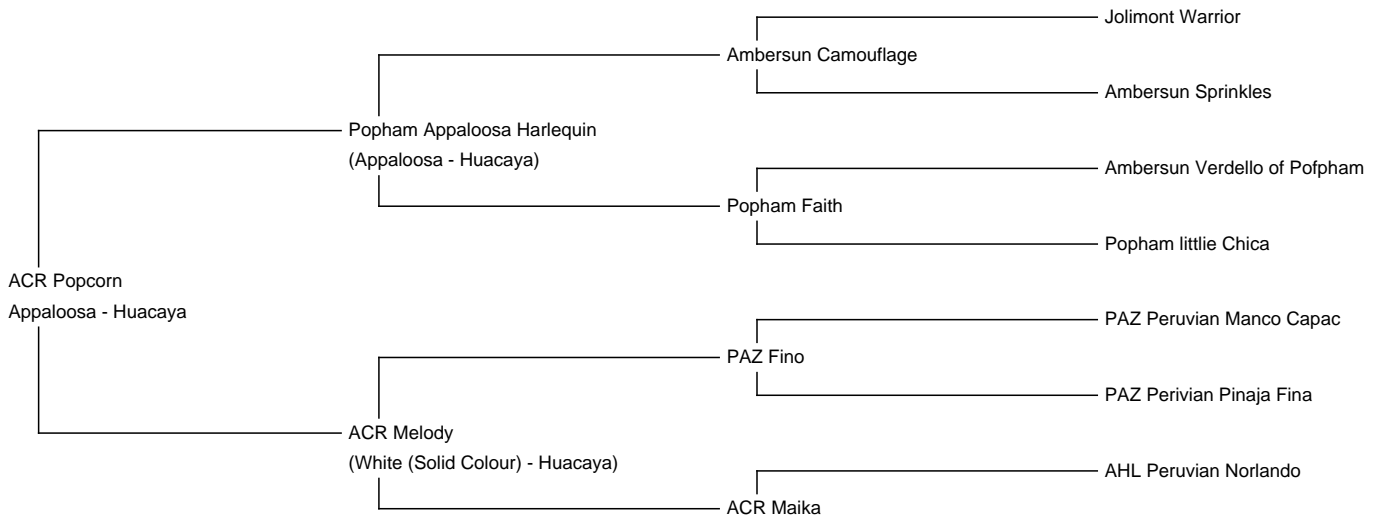 Jolimont Warrior
Ambersun Camouflage
Ambersun Sprinkles
Popham Appaloosa Harlequin
(Appaloosa - Huacaya)
Ambersun Verdello of Pofpham
Popham Faith
Popham littlie Chica
ACR Popcorn
Appaloosa - Huacaya
PAZ Peruvian Manco Capac
PAZ Fino
PAZ Perivian Pinaja Fina
ACR Melody
(White (Solid Colour) - Huacaya)
AHL Peruvian Norlando
ACR Maika